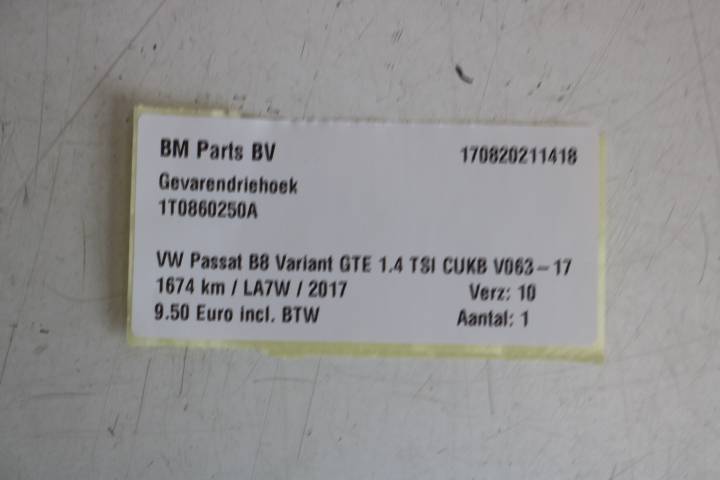 BM Parts BV 170820211418
Gevarendriehoek
1T0860250A
VW Passat B8 Variant GTE 1.4 TSI CUKB V063-17
1674 km / LA7W / 2017 Verz: 10
9.50 Euro incl. BTW Aantal: 1